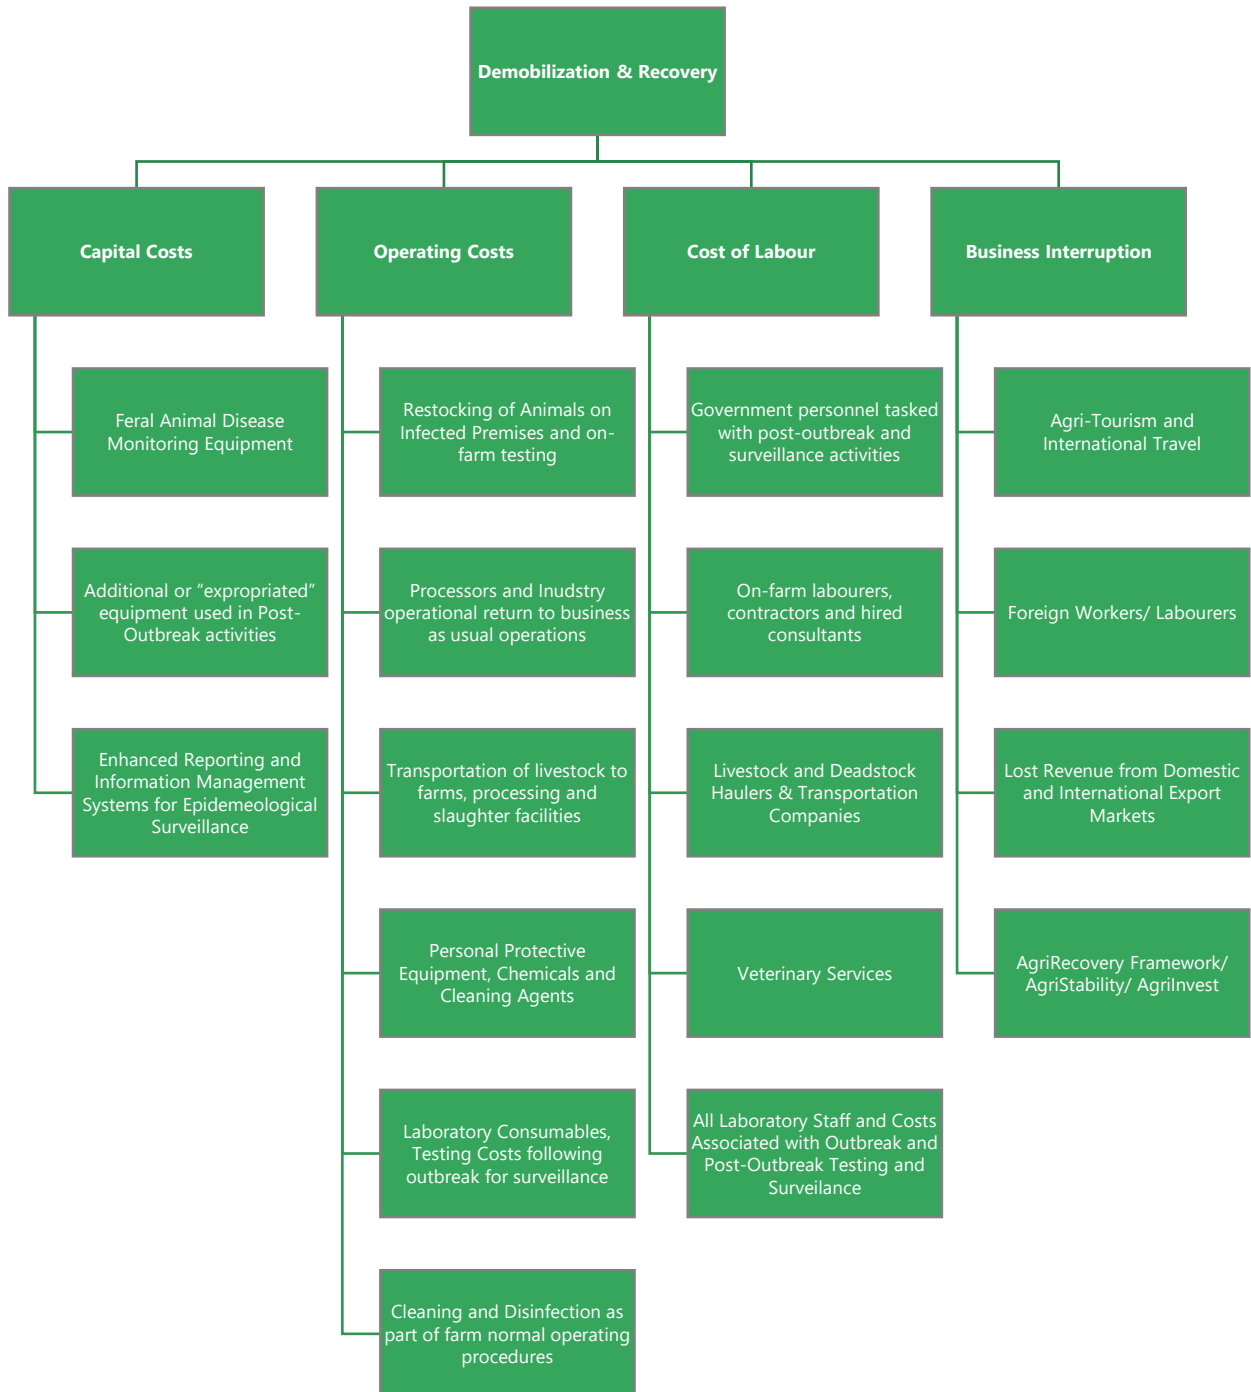 Demobilization & Recovery
Capital Costs
Feral Animal Disease
Monitoring Equipment
Additional or “expropriated”
equipment used in Post-
Outbreak activities
Enhanced Reporting and
Information Management
Systems for Epidemeological
Surveillance
Operating Costs
Restocking of Animals on
Infected Premises and on-
farm testing
Processors and Inudstry
operational return to business
as usual operations
Transportation of livestock to
farms, processing and
slaughter facilities
Personal Protective
Equipment, Chemicals and
Cleaning Agents
Laboratory Consumables,
Testing Costs following
outbreak for surveillance
Cleaning and Disinfection as
part of farm normal operating
procedures
Cost of Labour
Government personnel tasked
with post-outbreak and
surveillance activities
On-farm labourers,
contractors and hired
consultants
Livestock and Deadstock
Haulers & Transportation
Companies
Veterinary Services
All Laboratory Staff and Costs
Associated with Outbreak and
Post-Outbreak Testing and
Surveilance
Business Interruption
Agri-Tourism and
International Travel
Foreign Workers/ Labourers
Lost Revenue from Domestic
and International Export
Markets
AgriRecovery Framework/
AgriStability/ AgriInvest